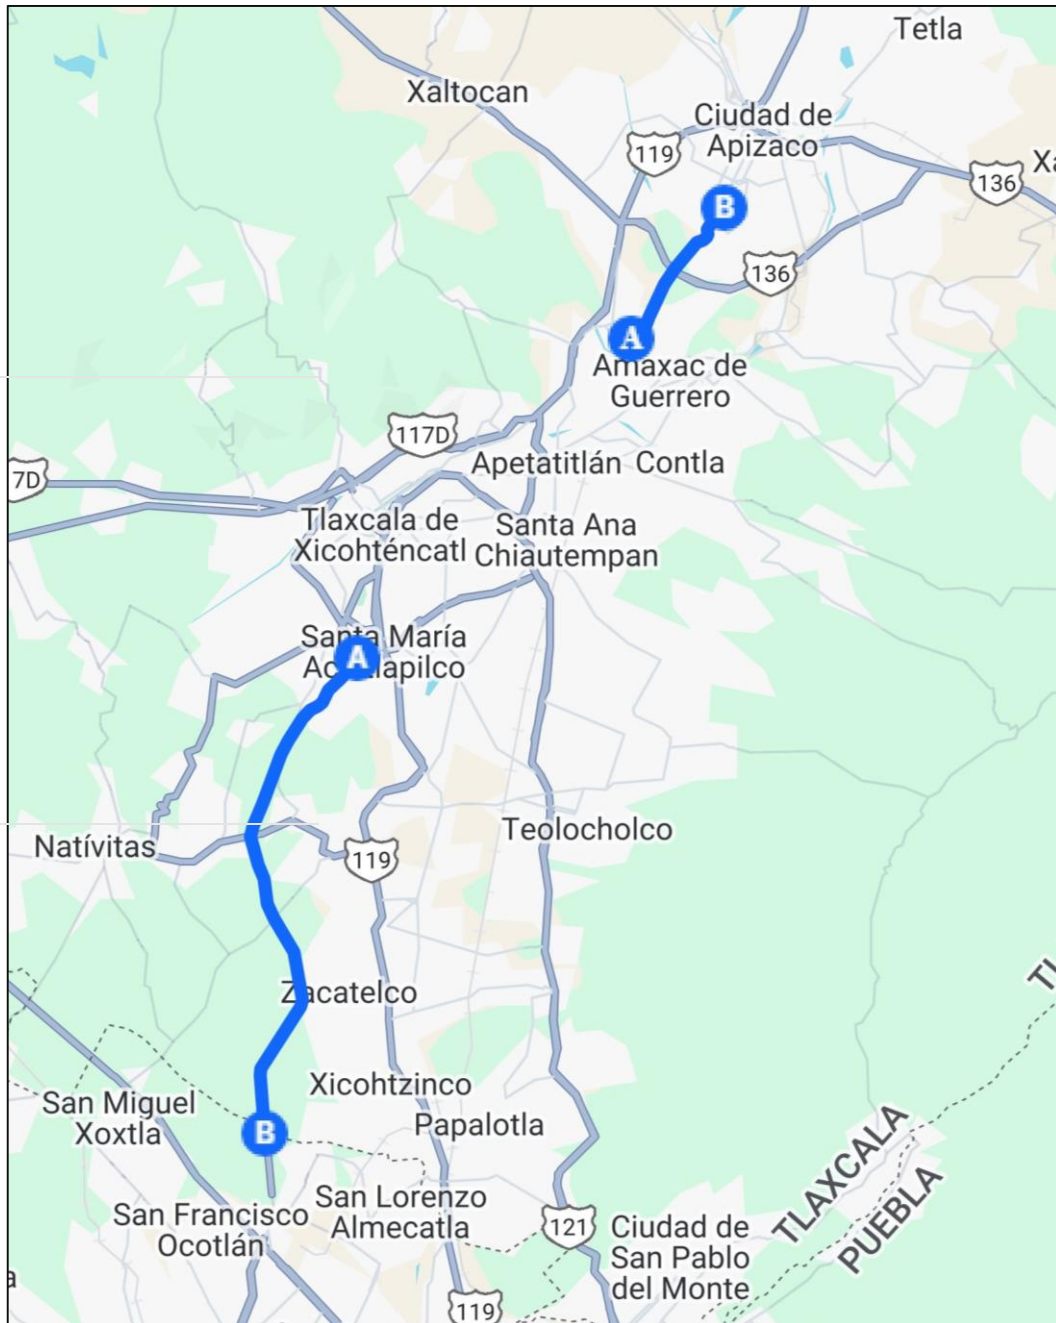 Tetla
Xaltocan
Ciudad de
Apizaco
119
136
B
136
A
Amaxac de
Guerrero
117D
7D
Apetatitlán
Contla
Tlaxcala de
Xicohténcatl
Santa Ana
Chiautempan
Santa María
A
Natívitas
Teolocholco
119
Zacatelco
Xicohtzinco
San Miguel
Xoxtla
B
Papalotla
San Lorenzo
Almecatla
San Francisco
Ocotlán
121
Ciudad de
San Pablo
del Monte
TLAXCALA
PUEBLA
119